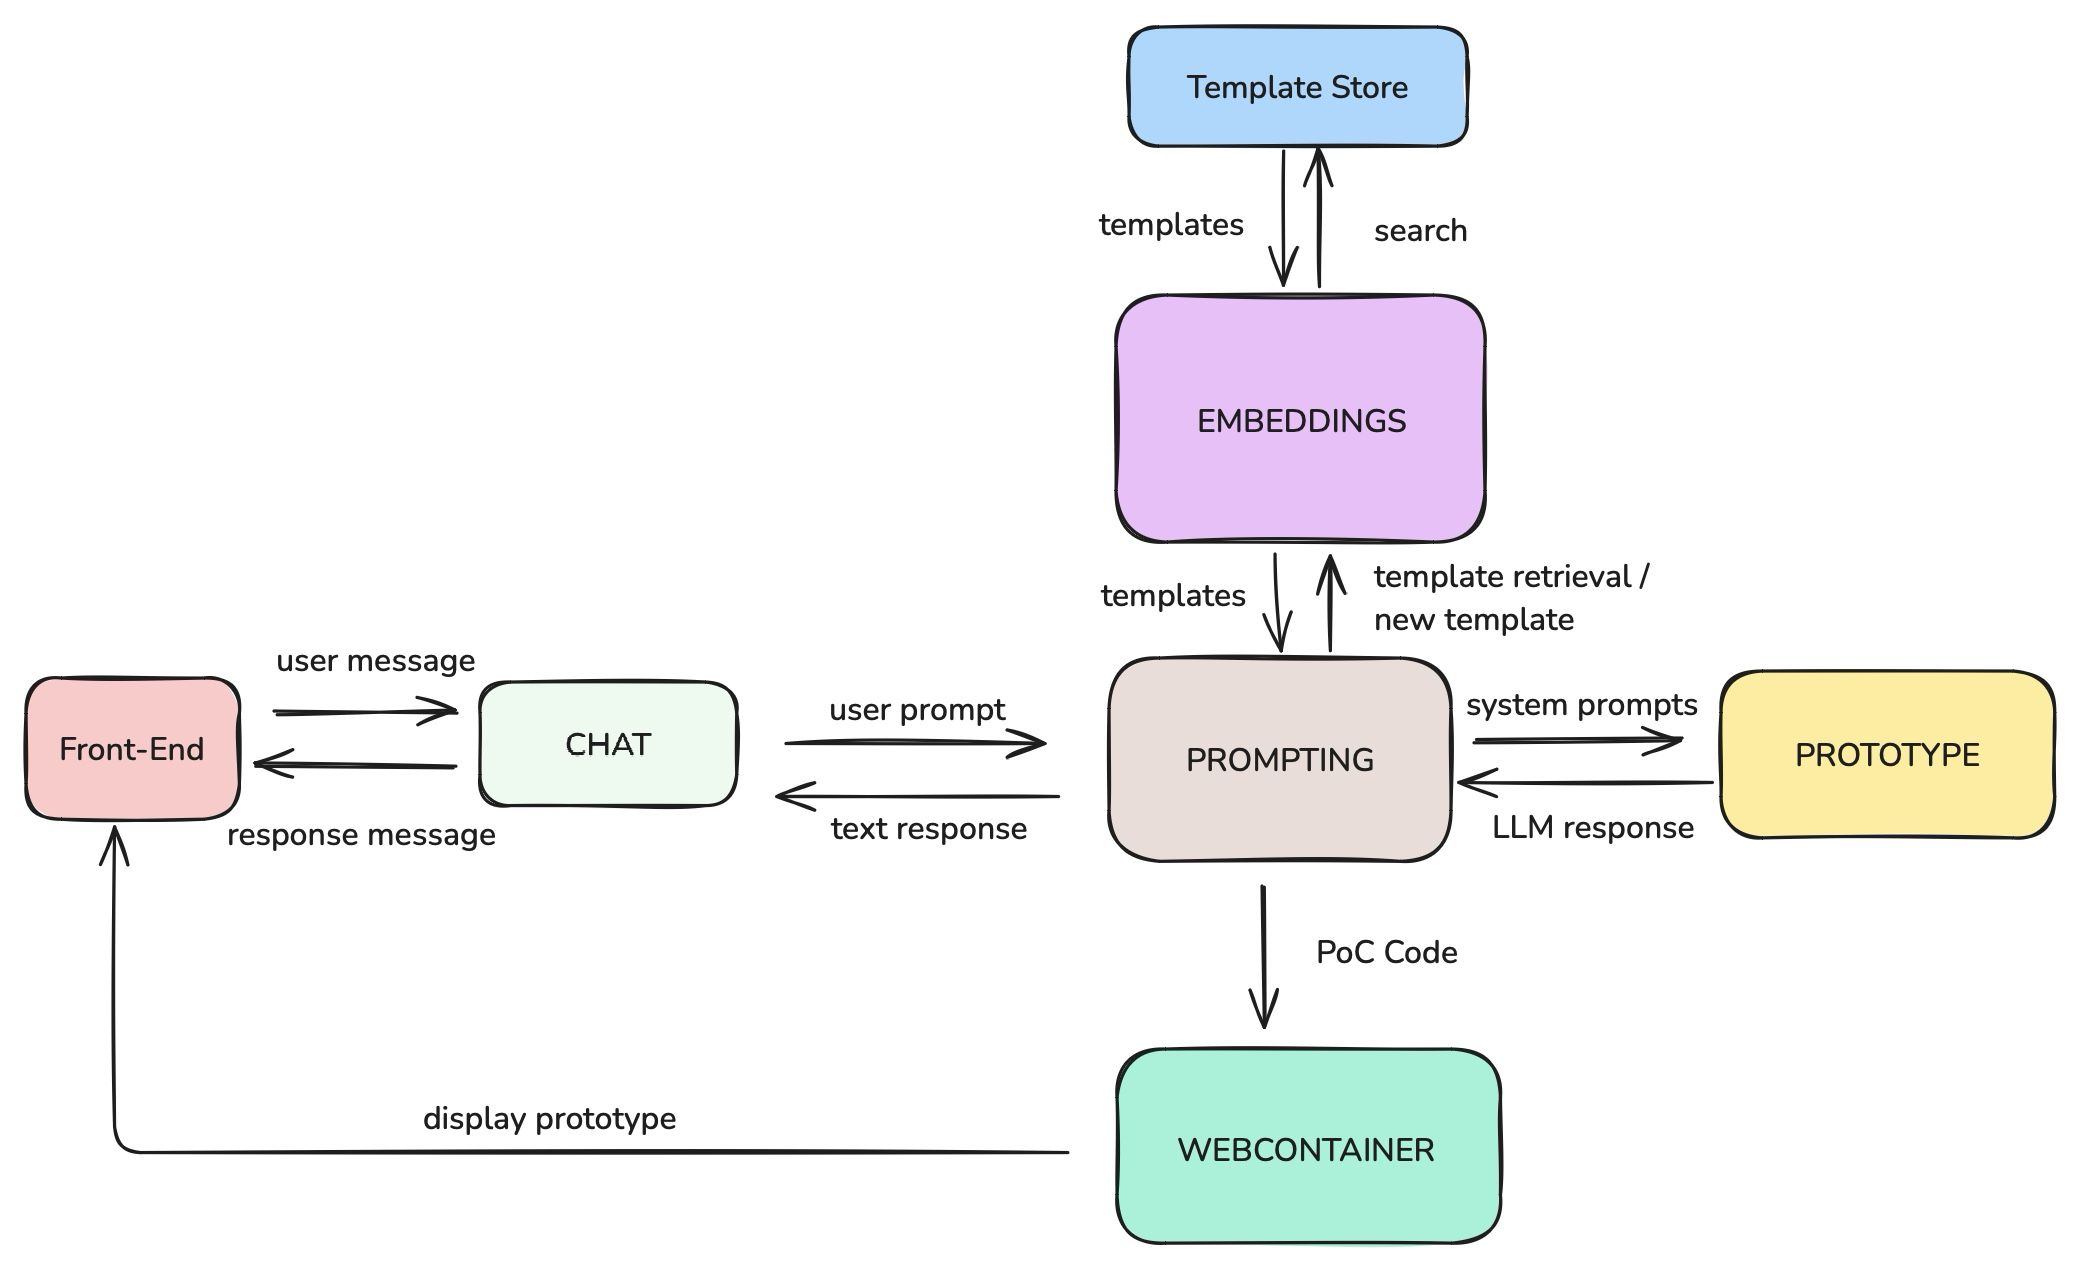 Template Store
templates
search
EMBEDDINGS
templates
template retrieval /
new template
user message
Front-End
CHAT
response message
user prompt
text response
PROMPTING
system prompts
LLM response
PROTOTYPE
PoC Code
display prototype
WEBCONTAINER